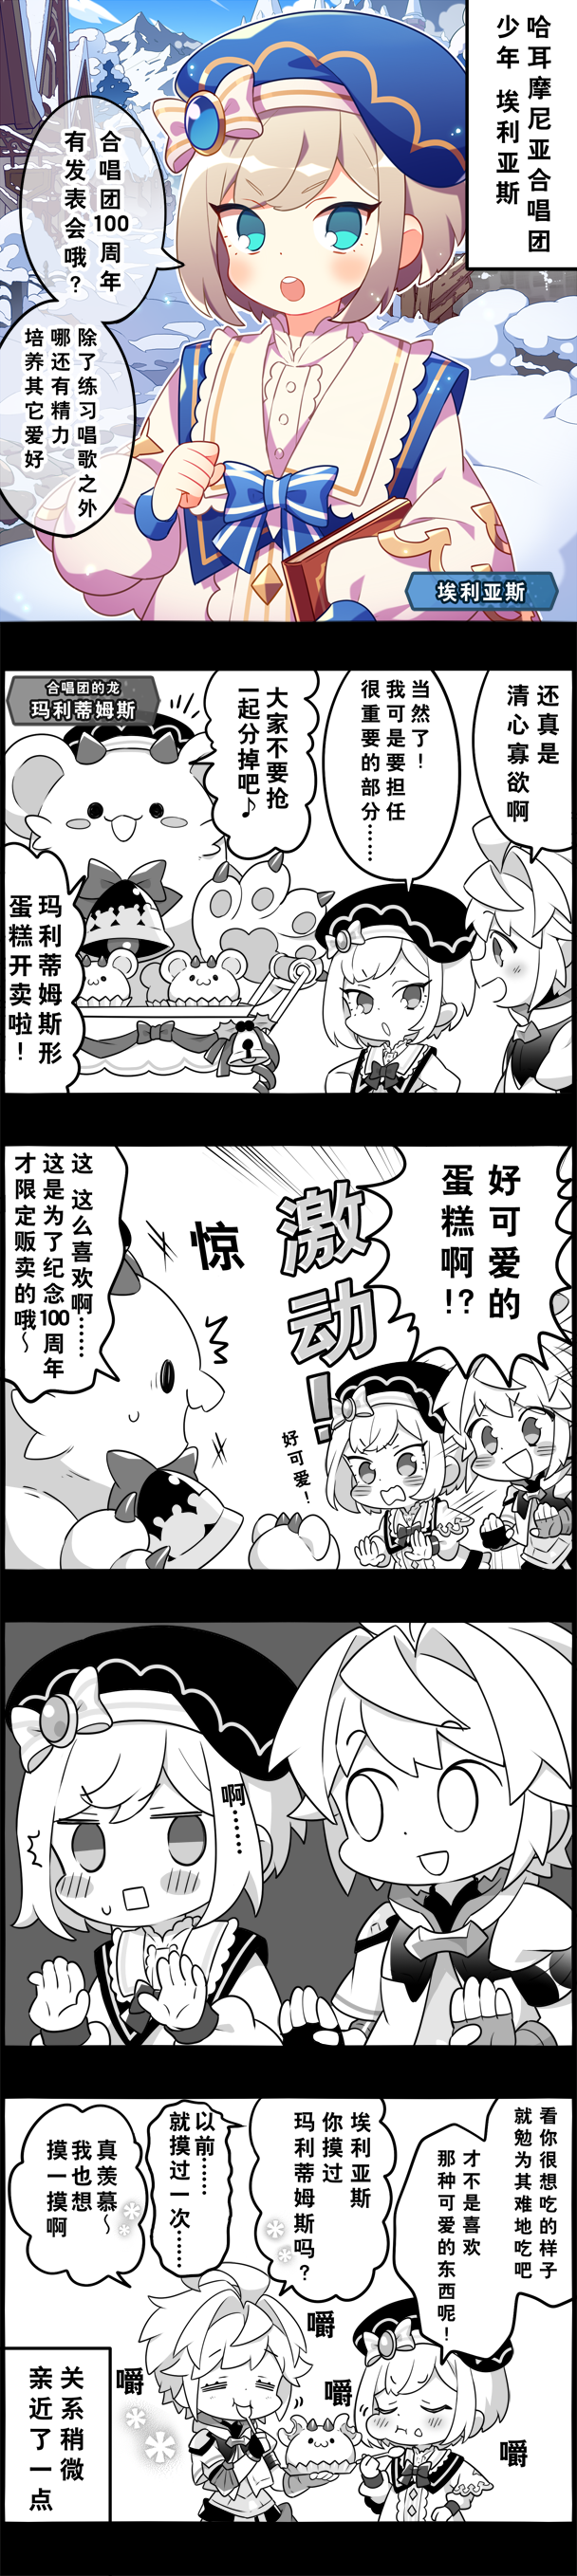 哈耳摩尼亚合唱团
少年 埃利亚斯
合唱团100周年
有发表会哦？
除了练习唱歌之外
哪还有精力
培养其它爱好
埃利亚斯
还真是
清心寡欲啊
当然了！
我可是要担任
很重要的部分……
大家不要抢
一起分掉吧♪
合唱团的龙
玛利蒂姆斯
玛利蒂姆斯形
蛋糕开卖啦！
好可爱的
蛋糕啊！？
激动！
好可爱！
惊
这 这么喜欢啊……
这是为了纪念100周年
才限定贩卖的哦～
啊……
看你很想吃的样子
就勉为其难地吃吧
才不是喜欢
那种可爱的东西呢！
埃利亚斯
你摸过
玛利蒂姆斯吗？
以前……
就摸过一次……
真羡慕～
我也想
摸一摸啊
嚼
嚼
嚼
嚼
关系稍微
亲近了一点